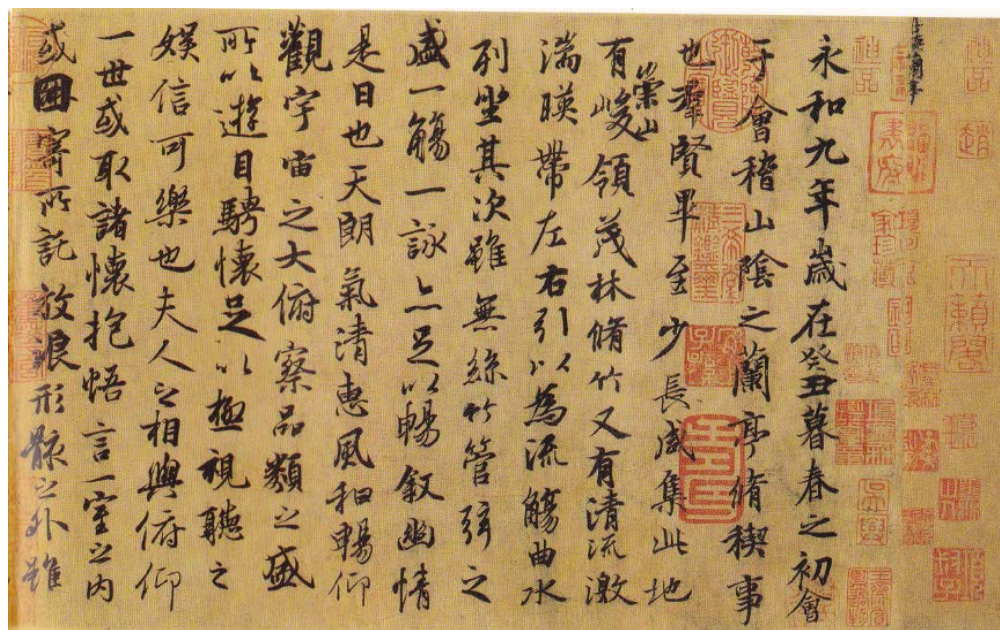 永和九年歲在癸丑暮春之初會
于會稽山陰之蘭亭脩稧事
也羣賢畢至少長咸集此地
有崇山峻領茂林脩竹又有清流激
湍暎帶左右引以為流觴曲水
列坐其次雖無絲竹管弦之
盛一觴一詠亦足以暢敘幽情
是日也天朗氣清惠風和暢仰
觀宇宙之大俯察品類之盛
所以遊目騁懷足以極視聽之
娛信可樂也夫人之相與俯仰
一世或取諸懷抱悟言一室之內
或因寄所託放浪形骸之外雖
神品
神品
趙